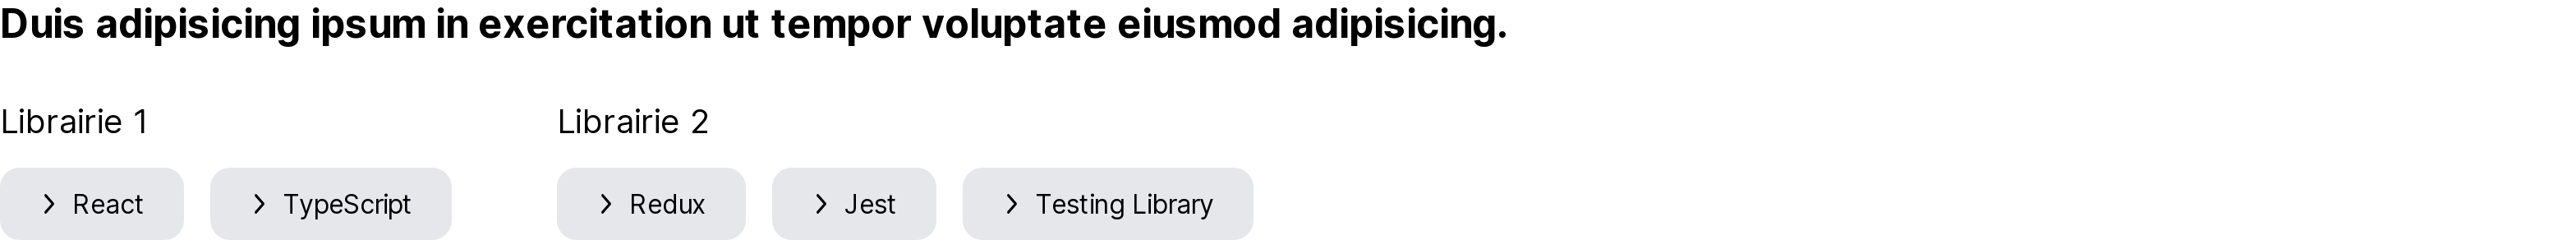 Duis adipisicing ipsum in exercitation ut tempor voluptate eiusmod adipisicing.
Librairie 1
React
TypeScript
Librairie 2
Redux
Jest
Testing Library